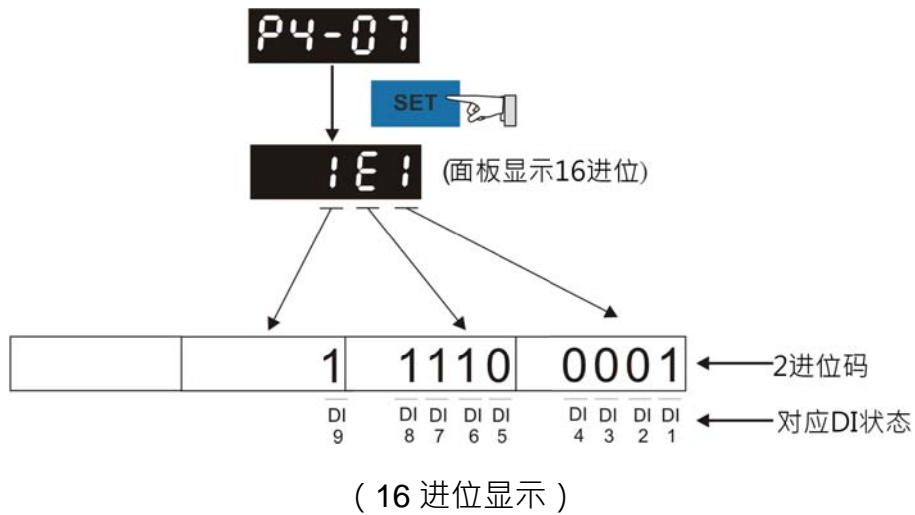 P4-07
SET
1E1 (面板显示16进位)
1 1110 0001 2进位码
DI DI DI DI DI DI DI DI DI 对应DI状态
9 8 7 6 5 4 3 2 1
( 16 进位显示 )